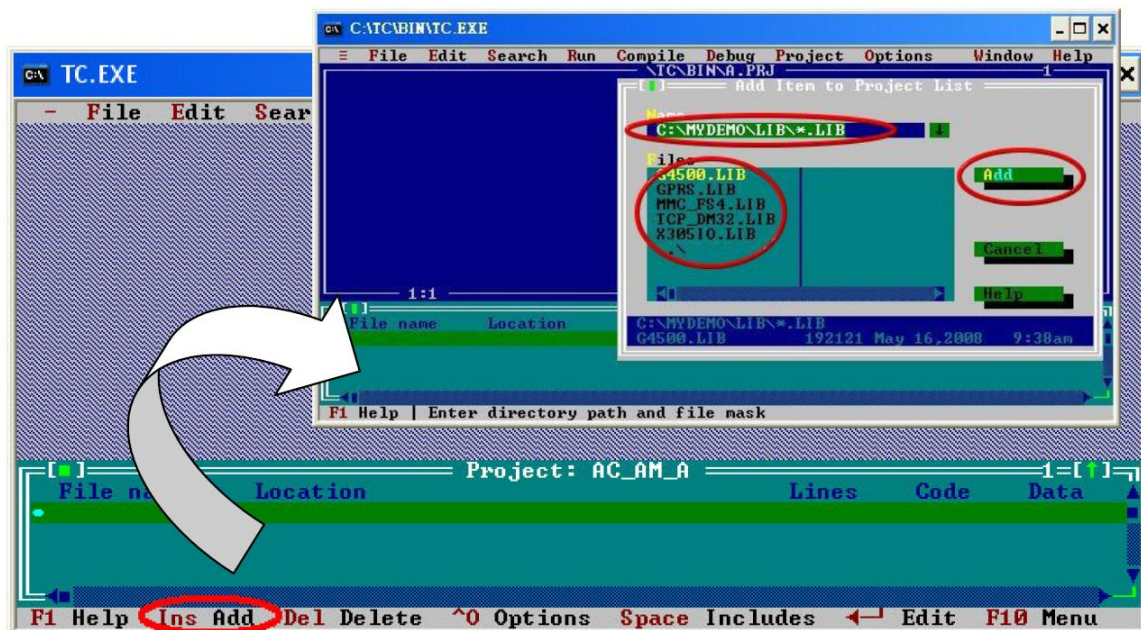 C:\TC\BIN\TC.EXE
≡ File Edit Search Run Compile Debug Project Options Window Help
\TC\BIN\A.PRJ 1
Add Item to Project List
Name
C:\MYDEMO\LIB\*.LIB
Files
G4500.LIB
GPRS.LIB
MMC_FS4.LIB
TCP_DM32.LIB
X305IO.LIB
..\
Add
Cancel
Help
C:\MYDEMO\LIB\*.LIB
G4500.LIB 192121 May 16,2008 9:38am
1:1
File name Location
F1 Help | Enter directory path and file mask
TC.EXE
- File Edit Sear
Project: AC_AM_A 1=[↑]
File na Location Lines Code Data
F1 Help Ins Add Del Delete ^O Options Space Includes ←┘ Edit F10 Menu